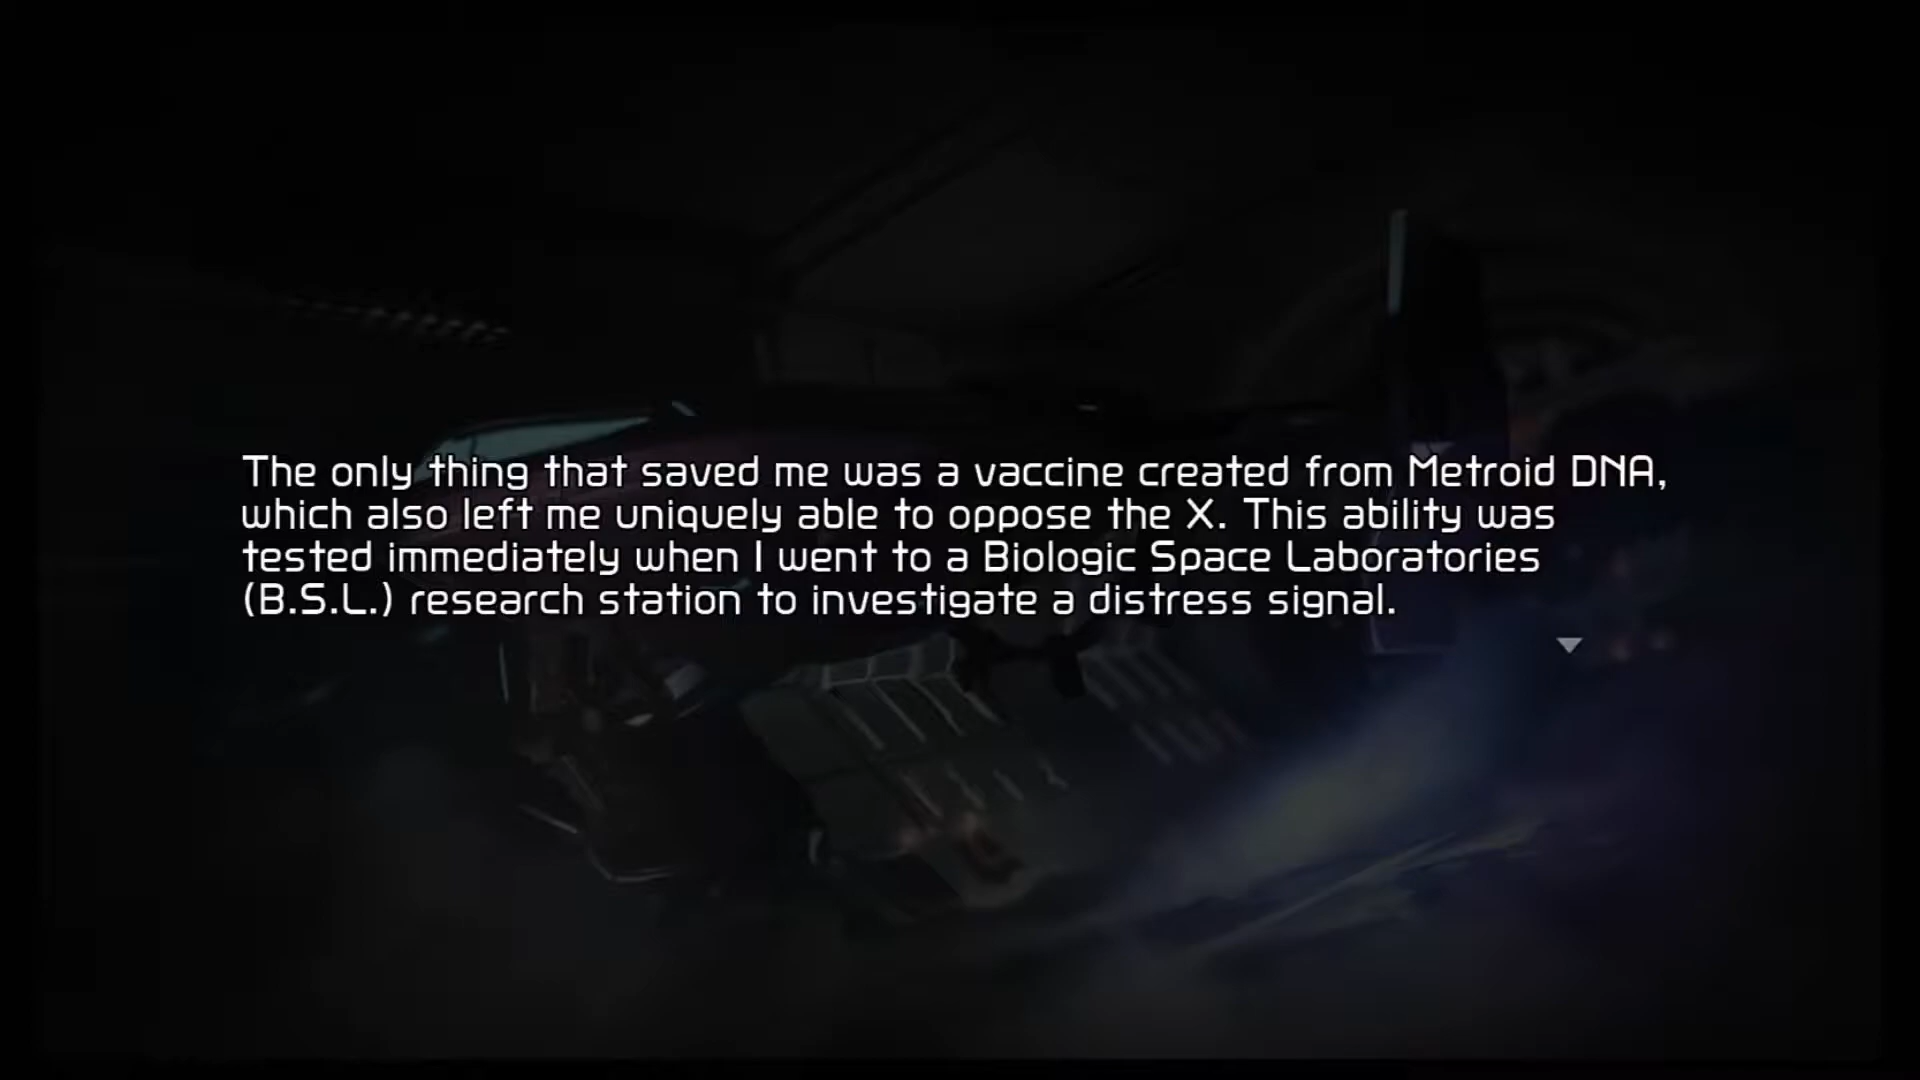 The only thing that saved me was a vaccine created from Metroid DNA,
which also left me uniquely able to oppose the X. This ability was
tested immediately when I went to a Biologic Space Laboratories
(B.S.L.) research station to investigate a distress signal.